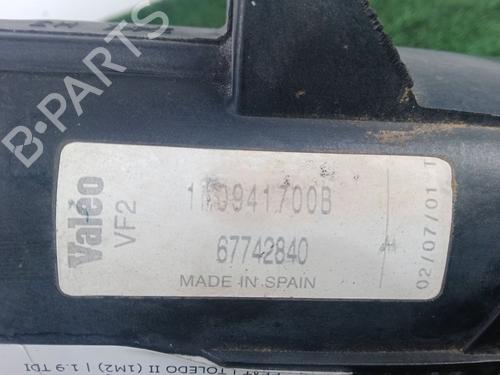 B-PARTS
Valeo
VF2
1M0941700B
67742840
MADE IN SPAIN
02/07/01 T
TOLEDO II (1M2) | 1.9 TDI